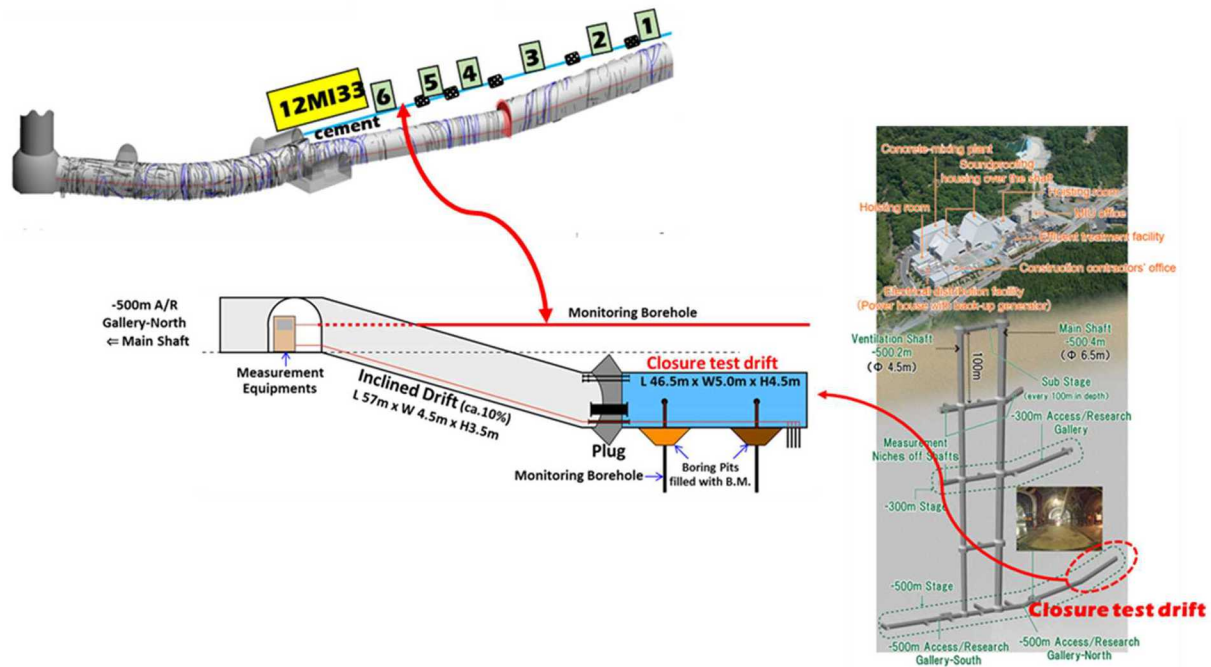 1
2
3
4
5
6
12MI33
cement
-500m A/R
Gallery-North
⇐ Main Shaft
Measurement
Equipments
Inclined Drift (ca.10%)
L 57m x W 4.5m x H3.5m
Monitoring Borehole
Closure test drift
L 46.5m x W5.0m x H4.5m
Plug
Monitoring Borehole
Boring Pits
filled with B.M.
Concrete-mixing plant
Soundproofing
housing over the shaft
Hoisting room
Hoisting room
MIU office
Effluent treatment facility
Construction contractors' office
Electrical distribution facility
(Power house with back-up generator)
Ventilation Shaft
-500.2m
(Φ 4.5m)
Main Shaft
-500.4m
(Φ 6.5m)
100m
Sub Stage
(every 100m in depth)
-300m Access/Research
Gallery
Measurement
Niches off Shafts
-300m Stage
-500m Stage
Closure test drift
-500m Access/Research
Gallery-South
-500m Access/Research
Gallery-North